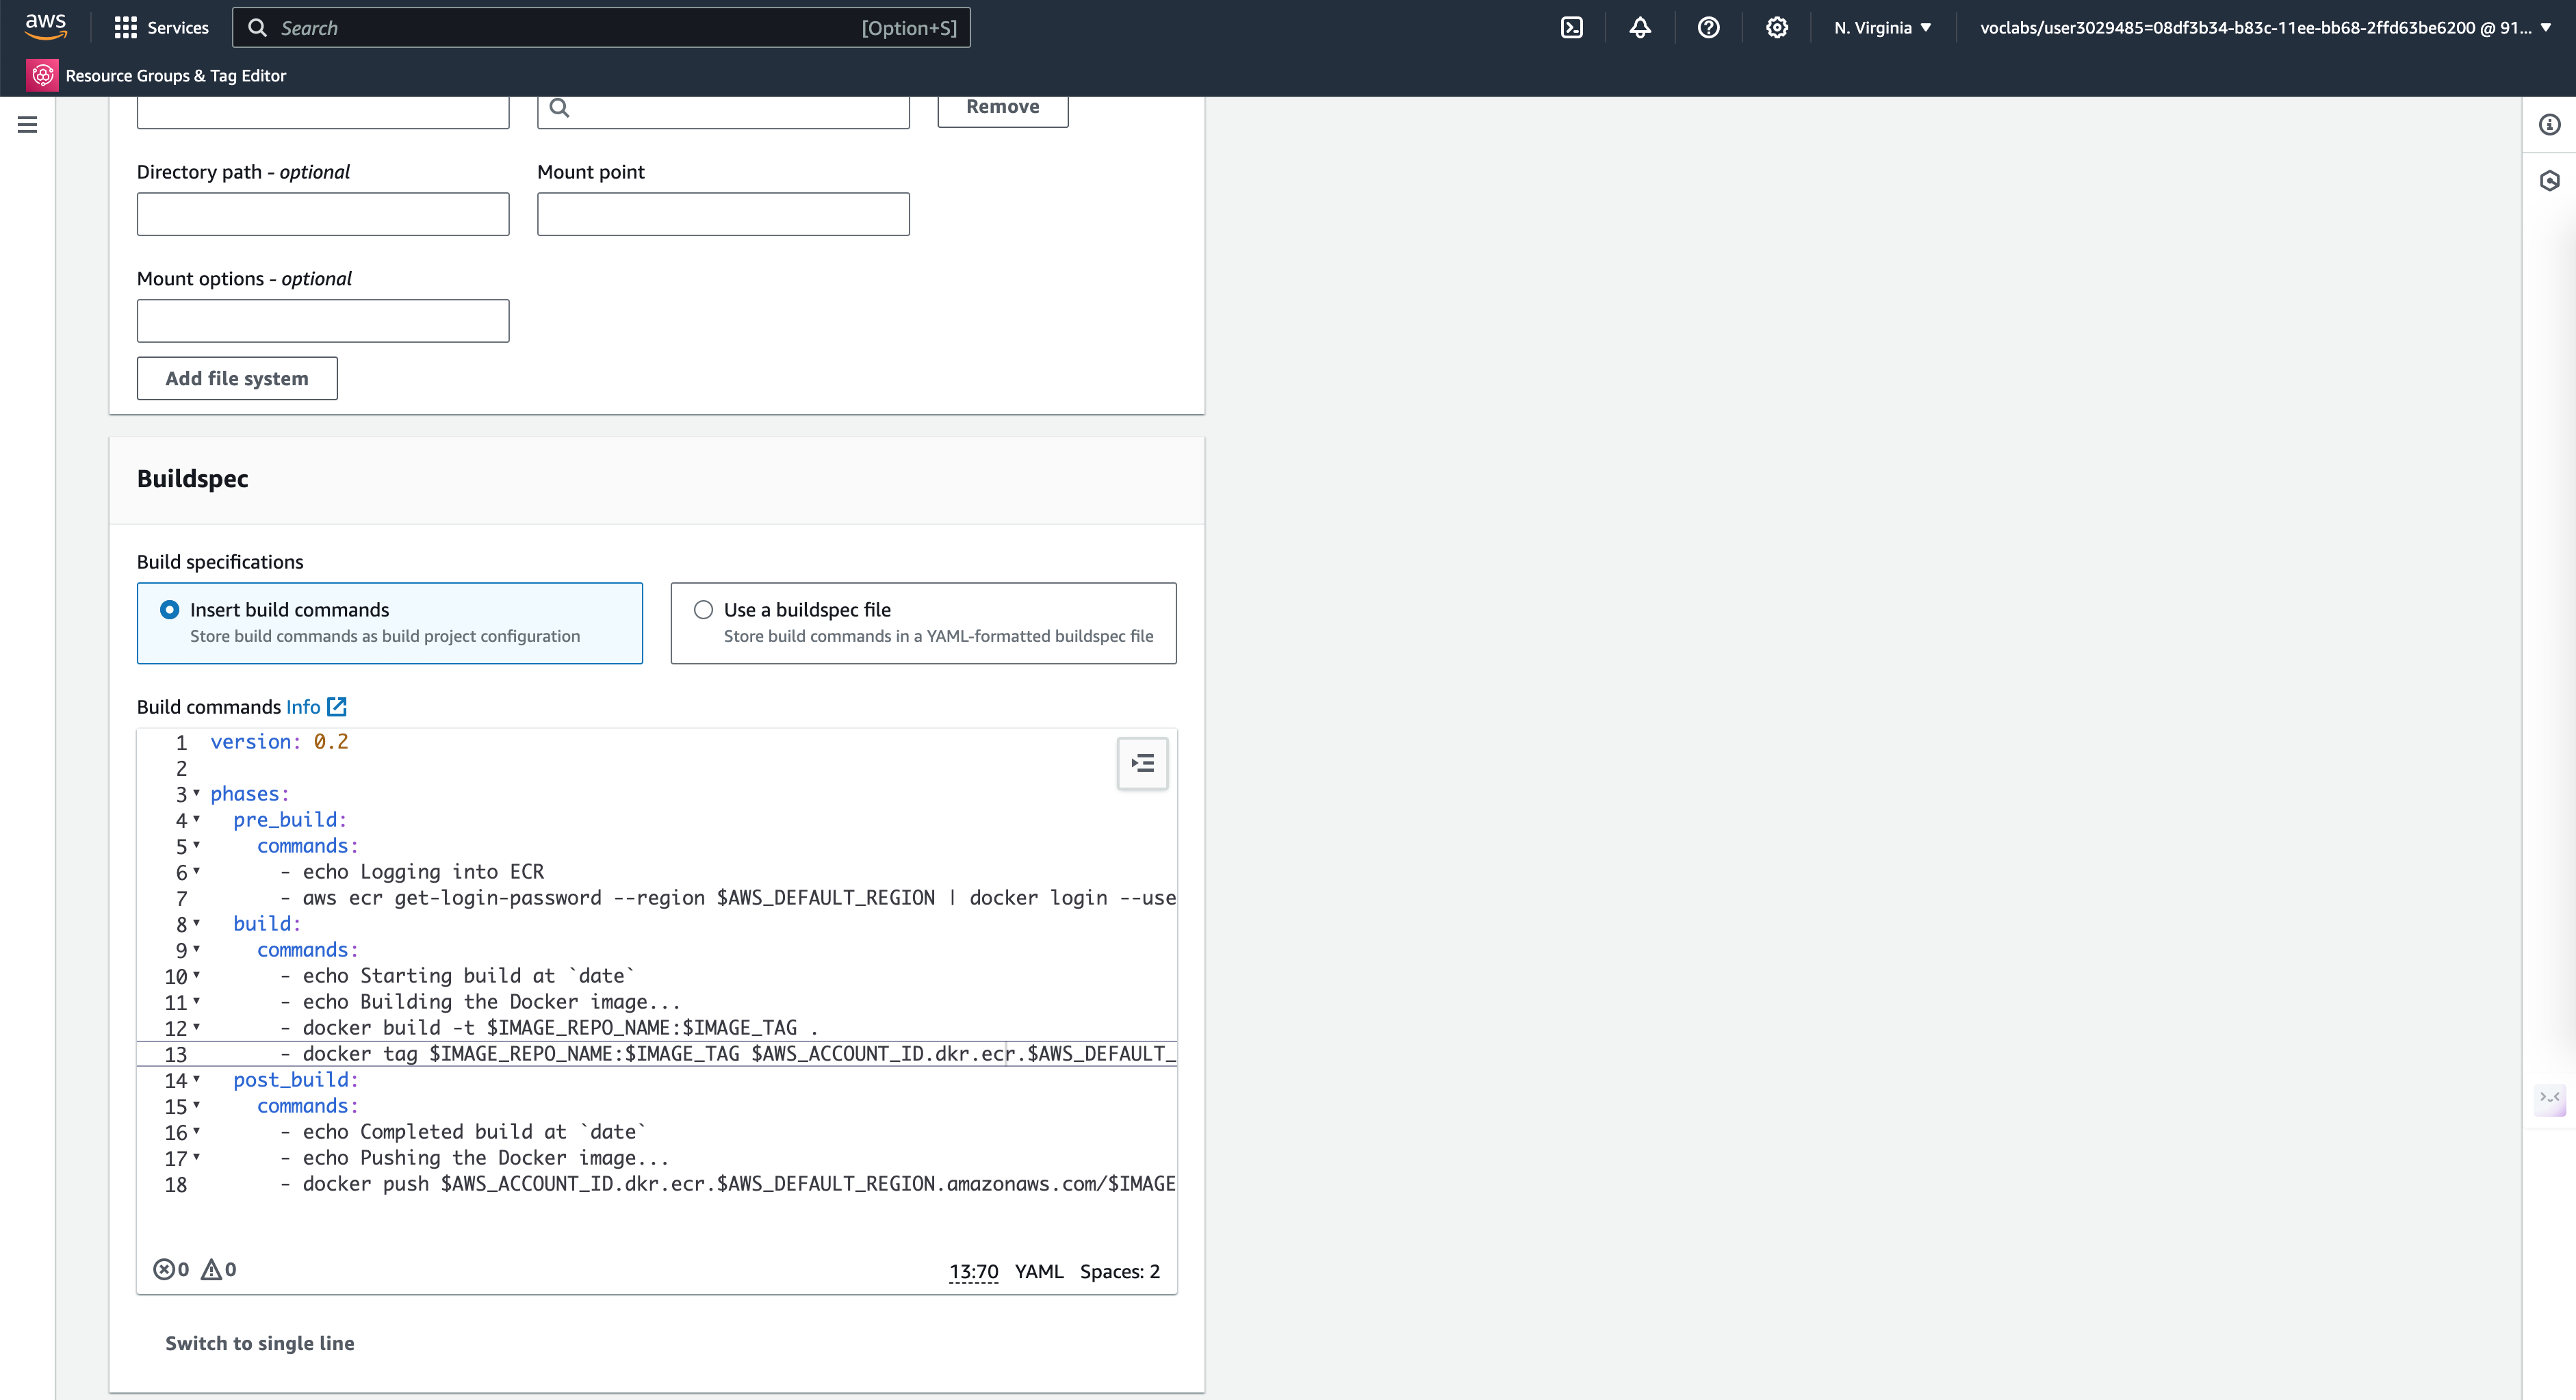 aws Services Search [Option+S] N. Virginia voclabs/user3029485=08df3b34-b83c-11ee-bb68-2ffd63be6200 @ 91...
Resource Groups & Tag Editor
Remove
Directory path - optional Mount point
Mount options - optional
Add file system
Buildspec
Build specifications
Insert build commands Use a buildspec file
Store build commands as build project configuration Store build commands in a YAML-formatted buildspec file
Build commands Info
1 version: 0.2
2
3 phases:
4 pre_build:
5 commands:
6 - echo Logging into ECR
7 - aws ecr get-login-password --region $AWS_DEFAULT_REGION | docker login --use
8 build:
9 commands:
10 - echo Starting build at `date`
11 - echo Building the Docker image...
12 - docker build -t $IMAGE_REPO_NAME:$IMAGE_TAG .
13 - docker tag $IMAGE_REPO_NAME:$IMAGE_TAG $AWS_ACCOUNT_ID.dkr.ecr.$AWS_DEFAULT_
14 post_build:
15 commands:
16 - echo Completed build at `date`
17 - echo Pushing the Docker image...
18 - docker push $AWS_ACCOUNT_ID.dkr.ecr.$AWS_DEFAULT_REGION.amazonaws.com/$IMAGE
0 0 13:70 YAML Spaces: 2
Switch to single line